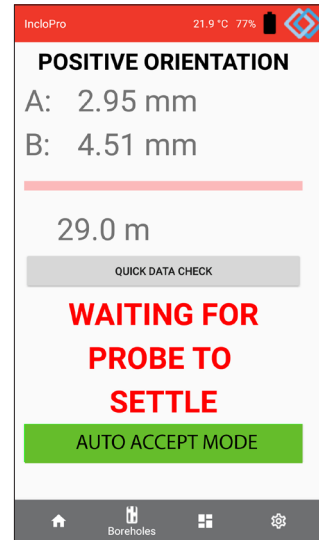 IncloPro 21.9 °C 77%
POSITIVE ORIENTATION
A: 2.95 mm
B: 4.51 mm
29.0 m
QUICK DATA CHECK
WAITING FOR
PROBE TO
SETTLE
AUTO ACCEPT MODE
Boreholes